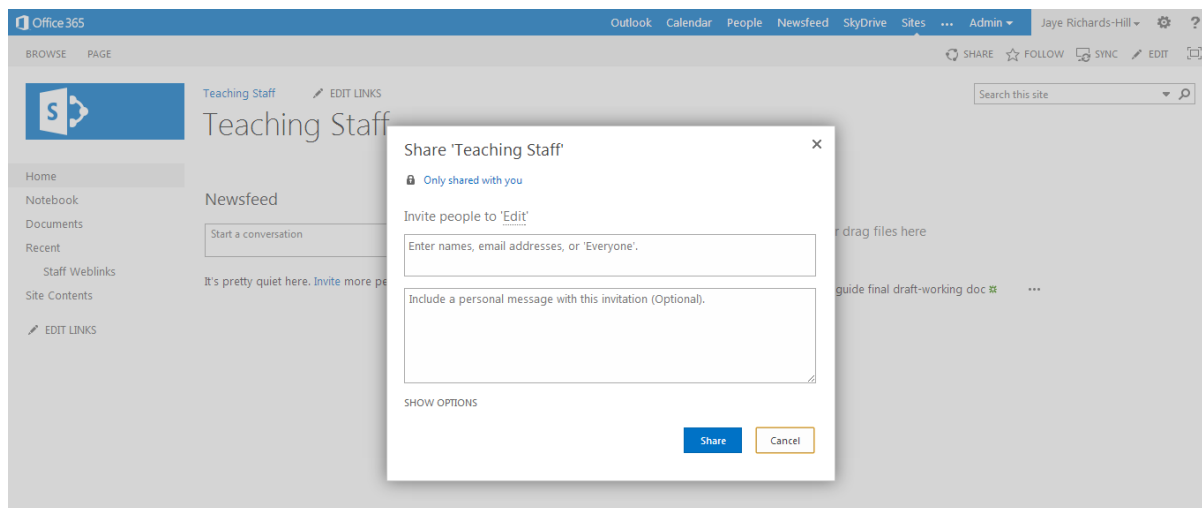 Office 365
Outlook Calendar People Newsfeed SkyDrive Sites ... Admin Jaye Richards-Hill ?
BROWSE PAGE
SHARE FOLLOW SYNC EDIT
S
Teaching Staff EDIT LINKS
Search this site
Teaching Staff
Share 'Teaching Staff'
Only shared with you
Invite people to 'Edit'
Enter names, email addresses, or 'Everyone'.
Include a personal message with this invitation (Optional).
SHOW OPTIONS
Share Cancel
Home
Notebook
Documents
Recent
Staff Weblinks
Site Contents
EDIT LINKS
Newsfeed
Start a conversation
It's pretty quiet here. Invite more pe
r drag files here
guide final draft-working doc ...